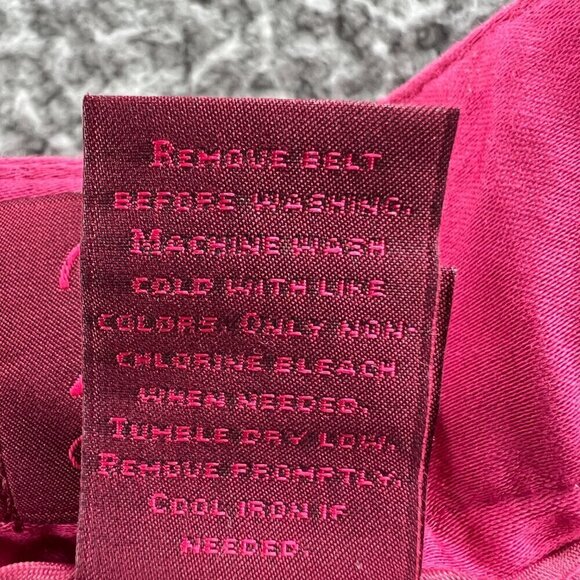 REMOVE BELT
BEFORE WASHING.
MACHINE WASH
COLD WITH LIKE
COLORS. ONLY NON-
CHLORINE BLEACH
WHEN NEEDED.
TUMBLE DRY LOW.
REMOVE PROMPTLY.
COOL IRON IF
NEEDED.